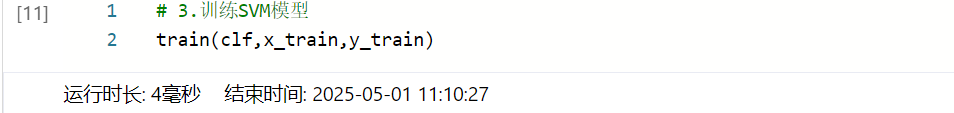 [11] 1 # 3.训练SVM模型
2 train(clf,x_train,y_train)
运行时长: 4毫秒 结束时间: 2025-05-01 11:10:27